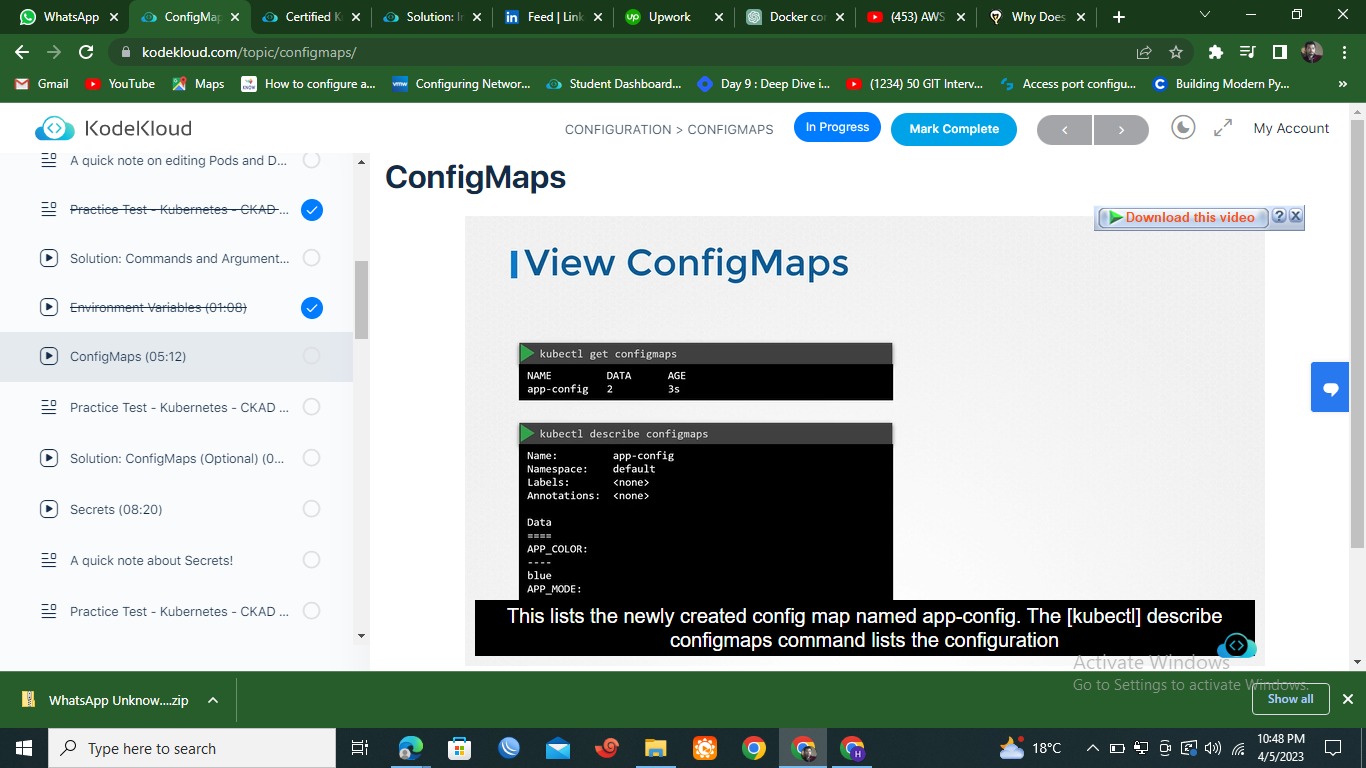 WhatsApp
ConfigMap
Certified K
Solution: I
Feed | Link
Upwork
Docker co
(453) AWS
Why Does
kodekloud.com/topic/configmaps/
Gmail
YouTube
Maps
How to configure a...
Configuring Networ...
Student Dashboard...
Day 9 : Deep Dive i...
(1234) 50 GIT Interv...
Access port configu...
Building Modern Py...
»
KodeKloud
CONFIGURATION > CONFIGMAPS
In Progress
Mark Complete
My Account
A quick note on editing Pods and D...
Practice Test - Kubernetes - CKAD ...
Solution: Commands and Argument...
Environment Variables (01:08)
ConfigMaps (05:12)
Practice Test - Kubernetes - CKAD ...
Solution: ConfigMaps (Optional) (0...
Secrets (08:20)
A quick note about Secrets!
Practice Test - Kubernetes - CKAD ...
ConfigMaps
Download this video
?
View ConfigMaps
kubectl get configmaps
NAME DATA AGE
app-config 2 3s
kubectl describe configmaps
Name: app-config
Namespace: default
Labels: <none>
Annotations: <none>
Data
====
APP_COLOR:
----
blue
APP_MODE:
This lists the newly created config map named app-config. The [kubectl] describe
configmaps command lists the configuration
Activate Windows
Go to Settings to activate Windows.
WhatsApp Unknow....zip
Show all
Type here to search
18°C
10:48 PM
4/5/2023